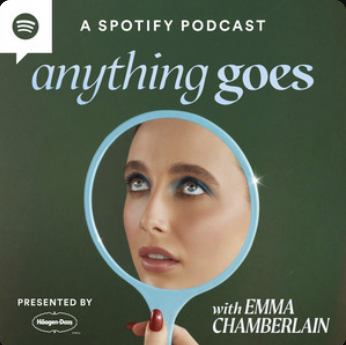 A SPOTIFY PODCAST
anything goes
PRESENTED BY
Häagen-Dazs
with EMMA
CHAMBERLAIN